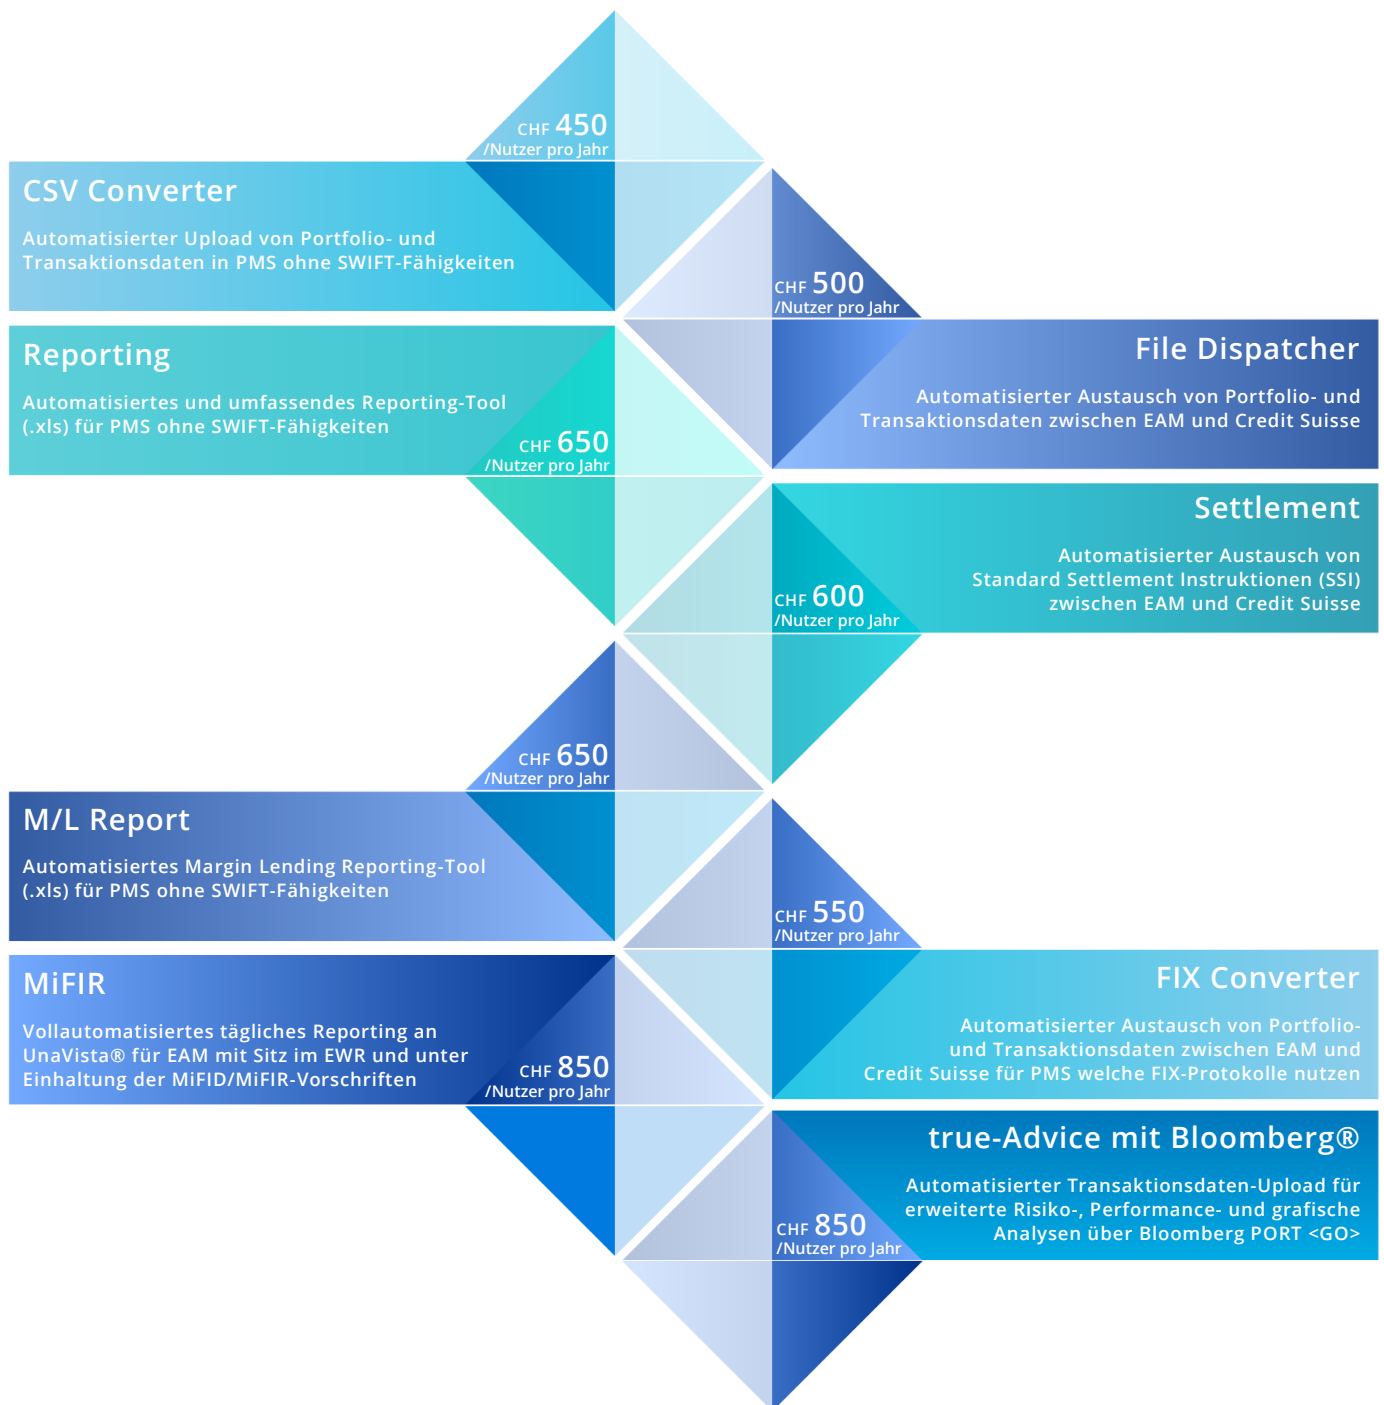 CHF 450
/Nutzer pro Jahr
CSV Converter
Automatisierter Upload von Portfolio- und
Transaktionsdaten in PMS ohne SWIFT-Fähigkeiten
CHF 500
/Nutzer pro Jahr
File Dispatcher
Automatisierter Austausch von Portfolio- und
Transaktionsdaten zwischen EAM und Credit Suisse
Reporting
Automatisiertes und umfassendes Reporting-Tool
(.xls) für PMS ohne SWIFT-Fähigkeiten
CHF 650
/Nutzer pro Jahr
Settlement
Automatisierter Austausch von
Standard Settlement Instruktionen (SSI)
zwischen EAM und Credit Suisse
CHF 600
/Nutzer pro Jahr
CHF 650
/Nutzer pro Jahr
M/L Report
Automatisiertes Margin Lending Reporting-Tool
(.xls) für PMS ohne SWIFT-Fähigkeiten
CHF 550
/Nutzer pro Jahr
FIX Converter
Automatisierter Austausch von Portfolio-
und Transaktionsdaten zwischen EAM und
Credit Suisse für PMS welche FIX-Protokolle nutzen
MiFIR
Vollautomatisiertes tägliches Reporting an
UnaVista® für EAM mit Sitz im EWR und unter
Einhaltung der MiFID/MiFIR-Vorschriften
CHF 850
/Nutzer pro Jahr
true-Advice mit Bloomberg®
Automatisierter Transaktionsdaten-Upload für
erweiterte Risiko-, Performance- und grafische
Analysen über Bloomberg PORT <GO>
CHF 850
/Nutzer pro Jahr